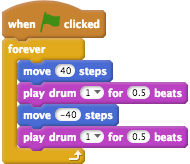 when clicked
forever
move 40 steps
play drum 1 for 0.5 beats
move -40 steps
play drum 1 for 0.5 beats